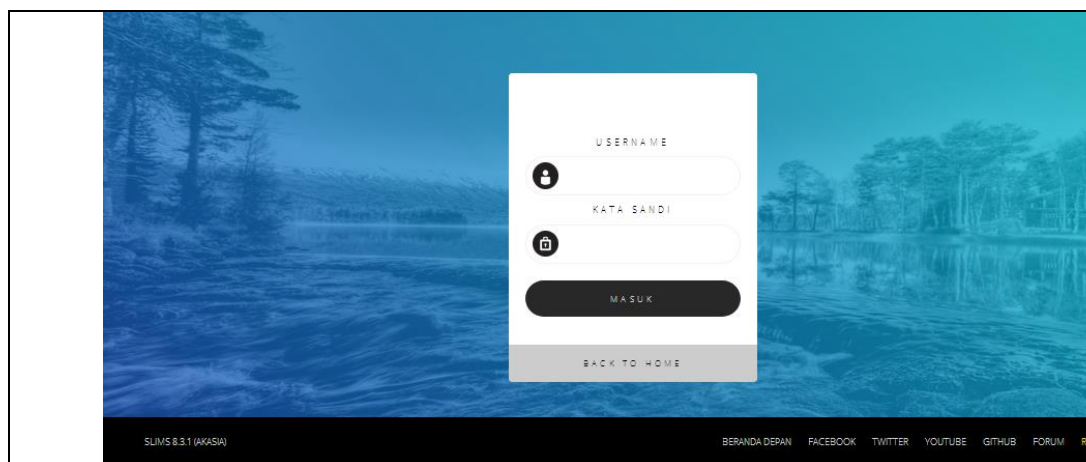 USERNAME
KATA SANDI
MASUK
BACK TO HOME
SLIMS 8.3.1 (AKASIA)
BERANDA DEPAN FACEBOOK TWITTER YOUTUBE GITHUB FORUM